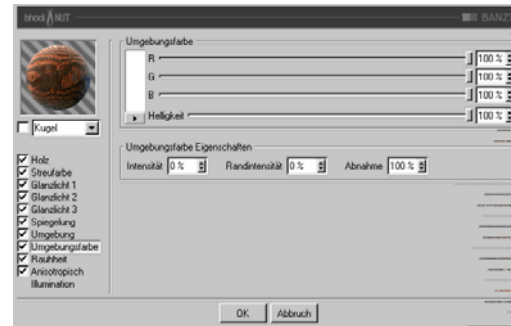 bhodi NUT
BANZI
Kugel
Holz
Streufarbe
Glanzlicht 1
Glanzlicht 2
Glanzlicht 3
Spiegelung
Umgebung
Umgebungsfarbe
Rauhheit
Anisotropisch
Illumination
Umgebungsfarbe
R 100 %
G 100 %
B 100 %
Helligkeit 100 %
Umgebungsfarbe Eigenschaften
Intensität 0 % Randintensität 0 % Abnahme 100 %
OK Abbruch